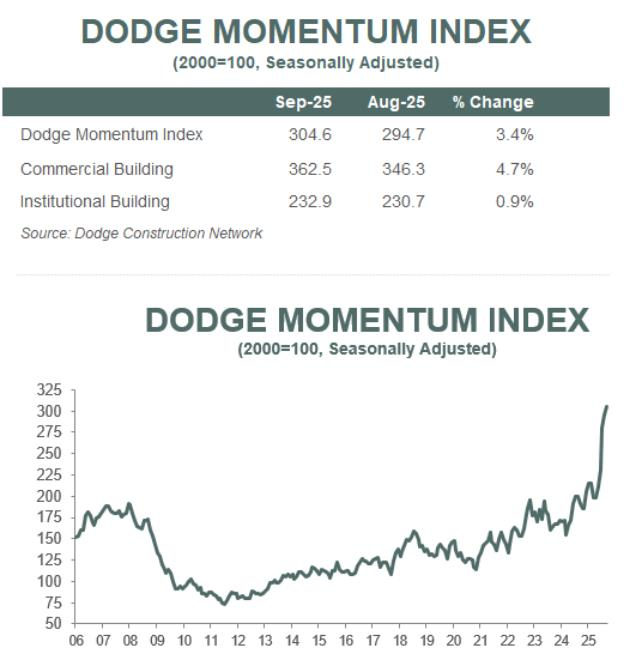 DODGE MOMENTUM INDEX
(2000=100, Seasonally Adjusted)
Sep-25 Aug-25 % Change
Dodge Momentum Index 304.6 294.7 3.4%
Commercial Building 362.5 346.3 4.7%
Institutional Building 232.9 230.7 0.9%
Source: Dodge Construction Network
DODGE MOMENTUM INDEX
(2000=100, Seasonally Adjusted)
325
300
275
250
225
200
175
150
125
100
75
50
06 07 08 09 10 11 12 13 14 15 16 17 18 19 20 21 22 23 24 25